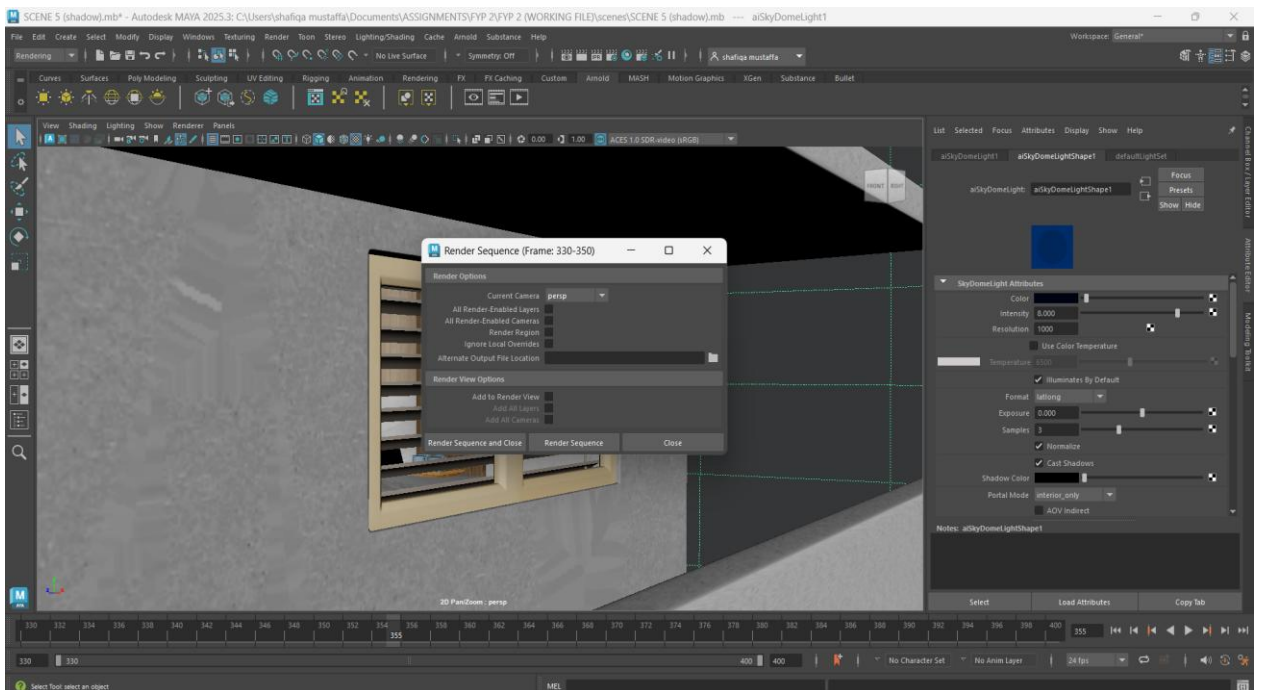 SCENE 5 (shadow).mb* - Autodesk MAYA 2025.3: C:\Users\shafiqa mustaffa\Documents\ASSIGNMENTS\FYP 2\FYP 2 (WORKING FILE)\scenes\SCENE 5 (shadow).mb --- aiSkyDomeLight1
File Edit Create Select Modify Display Windows Texturing Render Toon Stereo Lighting/Shading Cache Arnold Substance Help
Workspace: General*
Rendering No Live Surface Symmetry: Off shafiqa mustaffa
Curves Surfaces Poly Modeling Sculpting UV Editing Rigging Animation Rendering FX FX Caching Custom Arnold MASH Motion Graphics XGen Substance Bullet
View Shading Lighting Show Renderer Panels
0.00 1.00 ACES 1.0 SDR-video (sRGB)
FRONT RIGHT
Render Sequence (Frame: 330-350)
Render Options
Current Camera persp
All Render-Enabled Layers
All Render-Enabled Cameras
Render Region
Ignore Local Overrides
Alternate Output File Location
Render View Options
Add to Render View
Add All Layers
Add All Cameras
Render Sequence and Close Render Sequence Close
2D Pan/Zoom : persp
List Selected Focus Attributes Display Show Help
aiSkyDomeLight1 aiSkyDomeLightShape1 defaultLightSet
aiSkyDomeLight: aiSkyDomeLightShape1
Focus
Presets
Show Hide
SkyDomeLight Attributes
Color
Intensity 8.000
Resolution 1000
Use Color Temperature
Temperature 6500
Illuminates By Default
Format latlong
Exposure 0.000
Samples 3
Normalize
Cast Shadows
Shadow Color
Portal Mode interior_only
AOV Indirect
Notes: aiSkyDomeLightShape1
Select Load Attributes Copy Tab
Channel Box / Layer Editor
Attribute Editor
Modeling Toolkit
330 332 334 336 338 340 342 344 346 348 350 352 354 356 358 360 362 364 366 368 370 372 374 376 378 380 382 384 386 388 390 392 394 396 398 400
355
355
330 330 400 400 No Character Set No Anim Layer 24 fps
Select Tool: select an object MEL